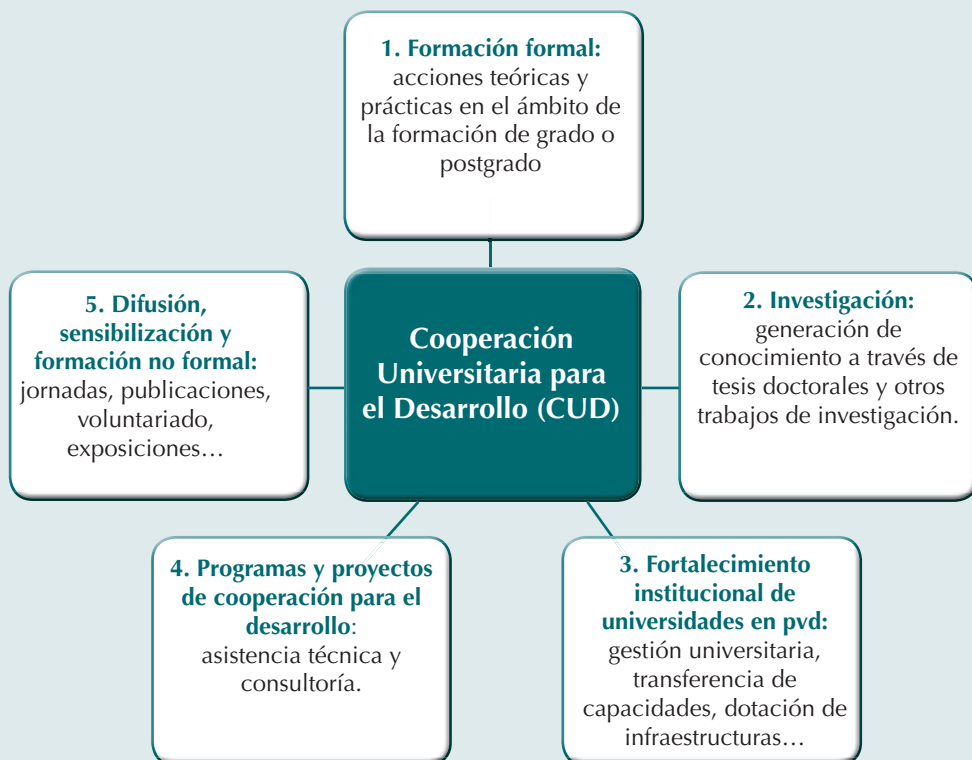 1. Formación formal:
acciones teóricas y
prácticas en el ámbito de
la formación de grado o
postgrado
Cooperación
Universitaria para
el Desarrollo (CUD)
2. Investigación:
generación de
conocimiento a través de
tesis doctorales y otros
trabajos de investigación.
3. Fortalecimiento
institucional de
universidades en pvd:
gestión universitaria,
transferencia de
capacidades, dotación de
infraestructuras…
4. Programas y proyectos
de cooperación para el
desarrollo:
asistencia técnica y
consultoría.
5. Difusión,
sensibilización y
formación no formal:
jornadas, publicaciones,
voluntariado,
exposiciones…